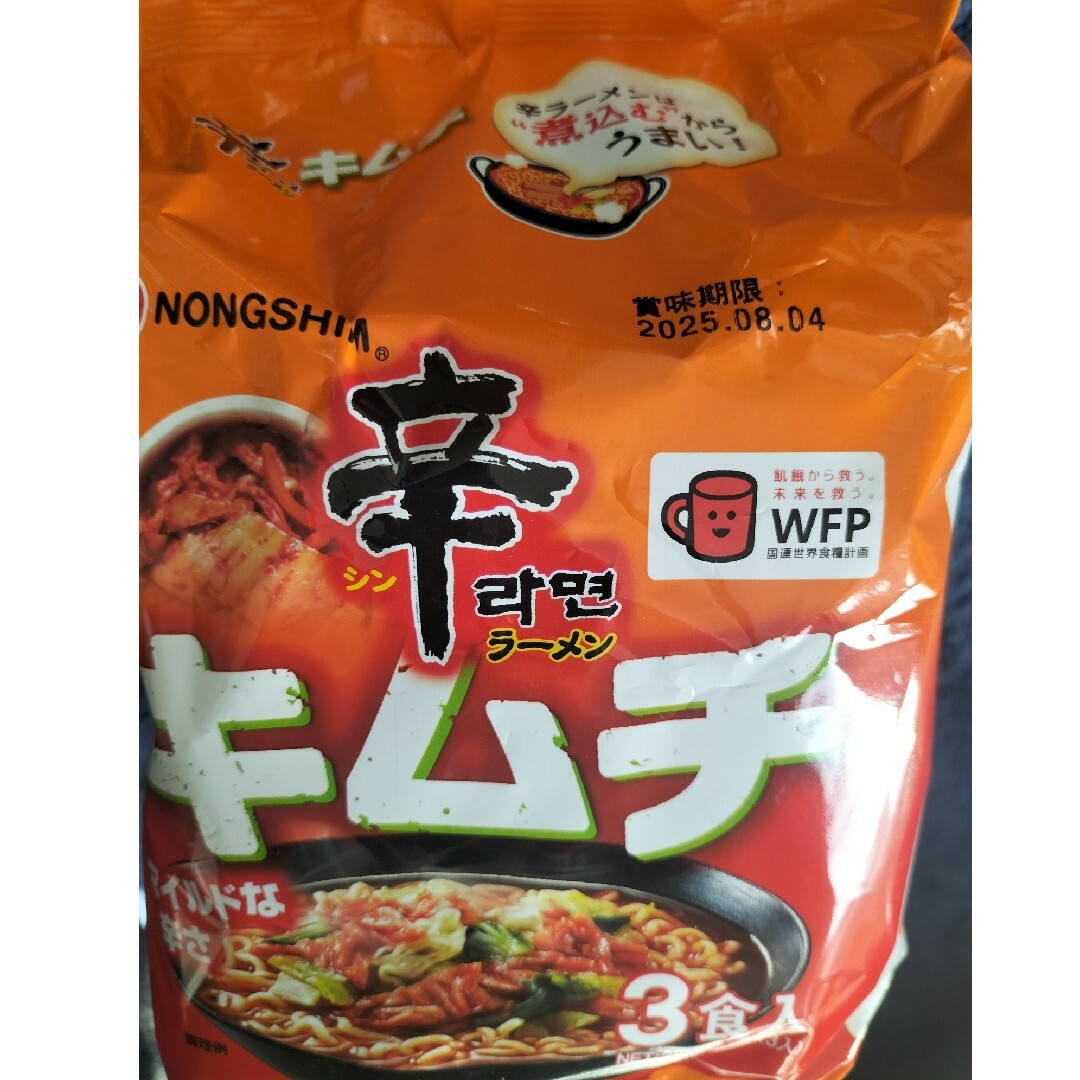 辛ラーメンは
“煮込む”から
うまい!
キムチ
NONGSHIM®
賞味期限:
2025.08.04
辛
シン
라면
ラーメン
飢餓から救う。
未来を救う。
WFP
国連世界食糧計画
キムチ
マイルドな
辛さ
3食入
調理例